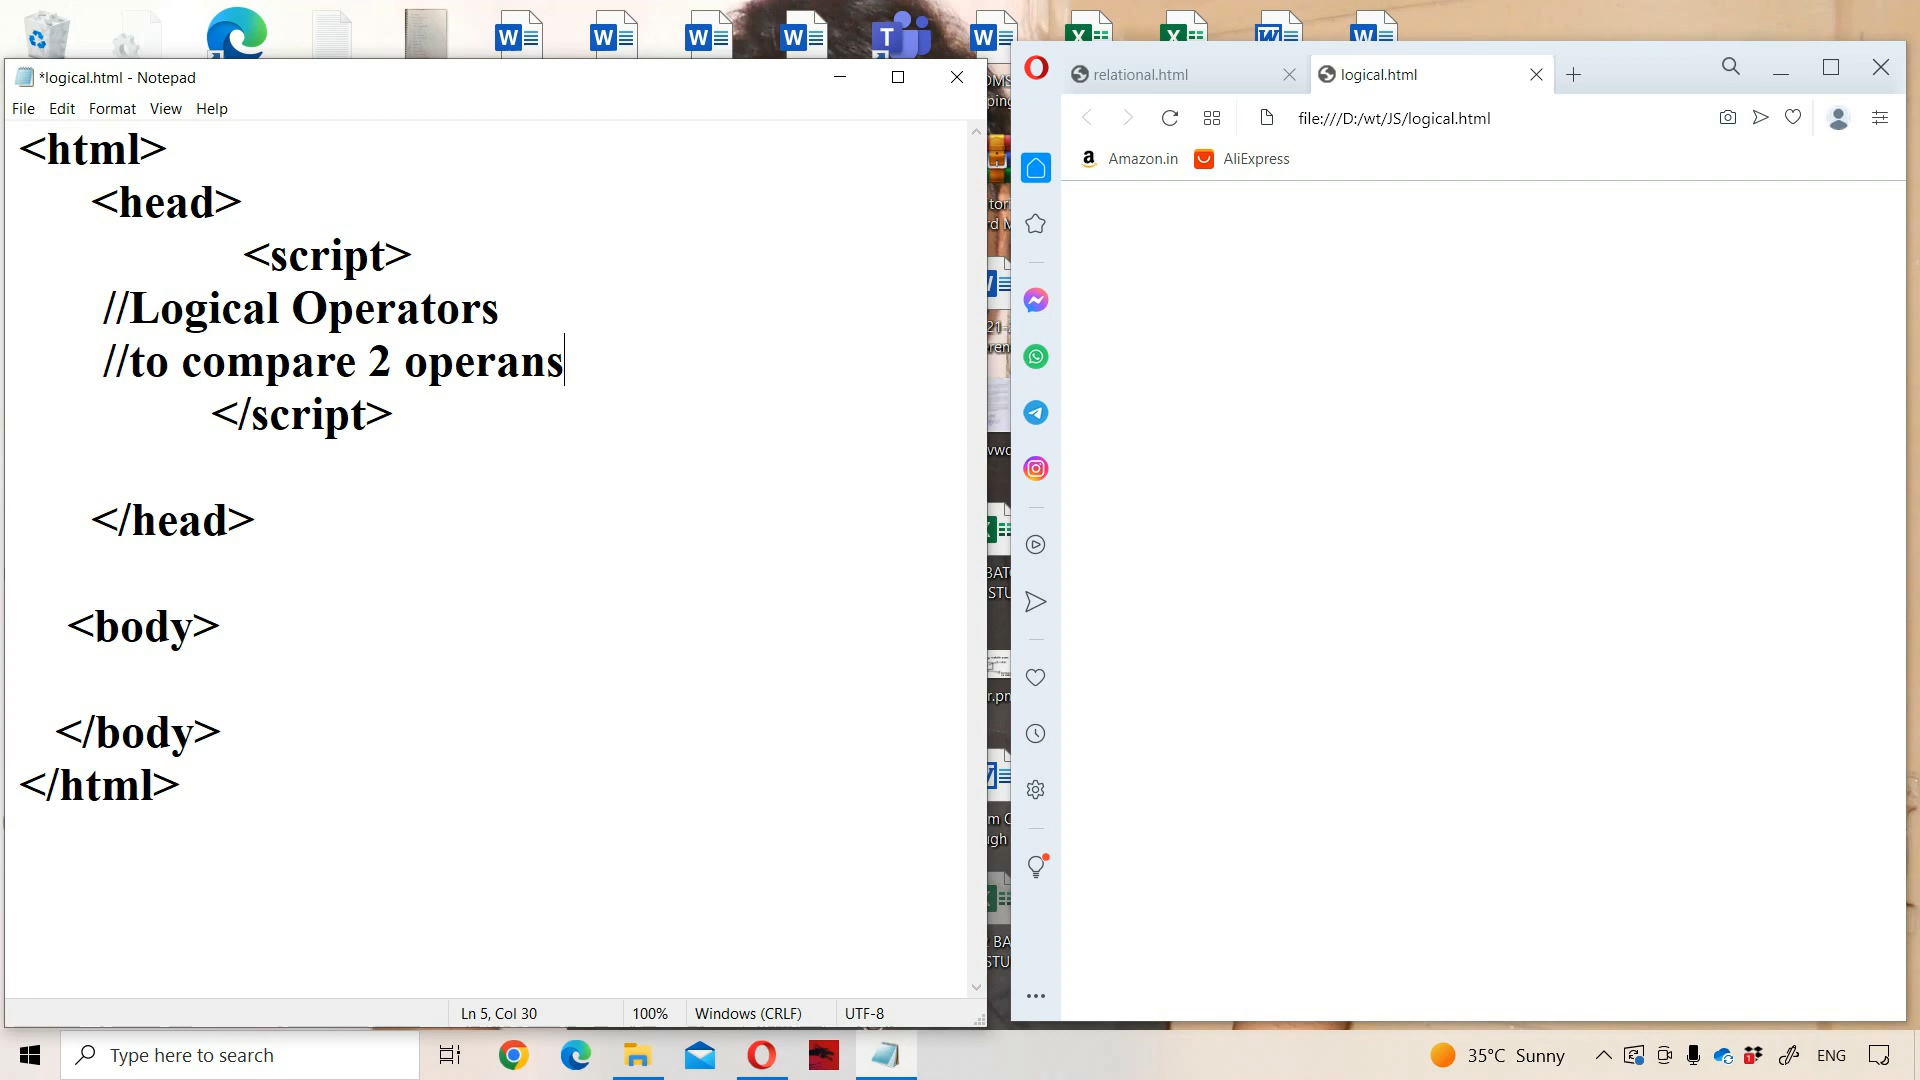 *logical.html - Notepad
File Edit Format View Help
<html>
<head>
<script>
//Logical Operators
//to compare 2 operans
</script>
</head>
<body>
</body>
</html>
Ln 5, Col 30
100%
Windows (CRLF)
UTF-8
relational.html
logical.html
file:///D:/wt/JS/logical.html
Amazon.in
AliExpress
Type here to search
35°C Sunny
ENG